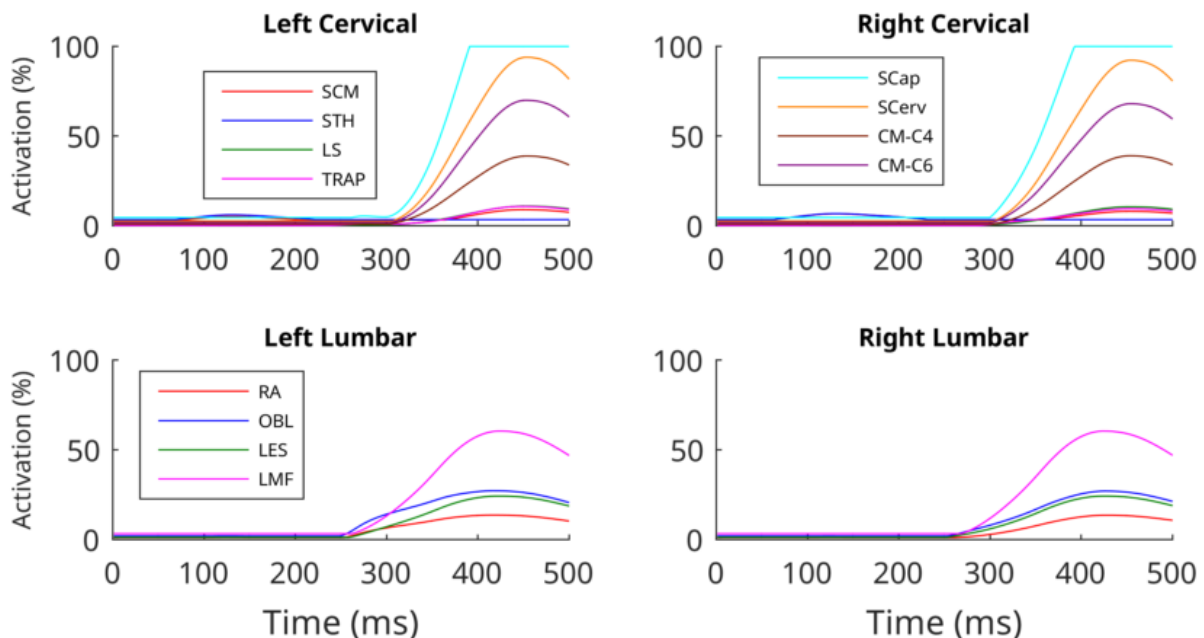 Left Cervical
Right Cervical
Activation (%)
100
50
0
SCM
STH
LS
TRAP
0 100 200 300 400 500
100
50
0
SCap
SCerv
CM-C4
CM-C6
0 100 200 300 400 500
Left Lumbar
Right Lumbar
Activation (%)
100
50
0
RA
OBL
LES
LMF
0 100 200 300 400 500
Time (ms)
100
50
0
0 100 200 300 400 500
Time (ms)